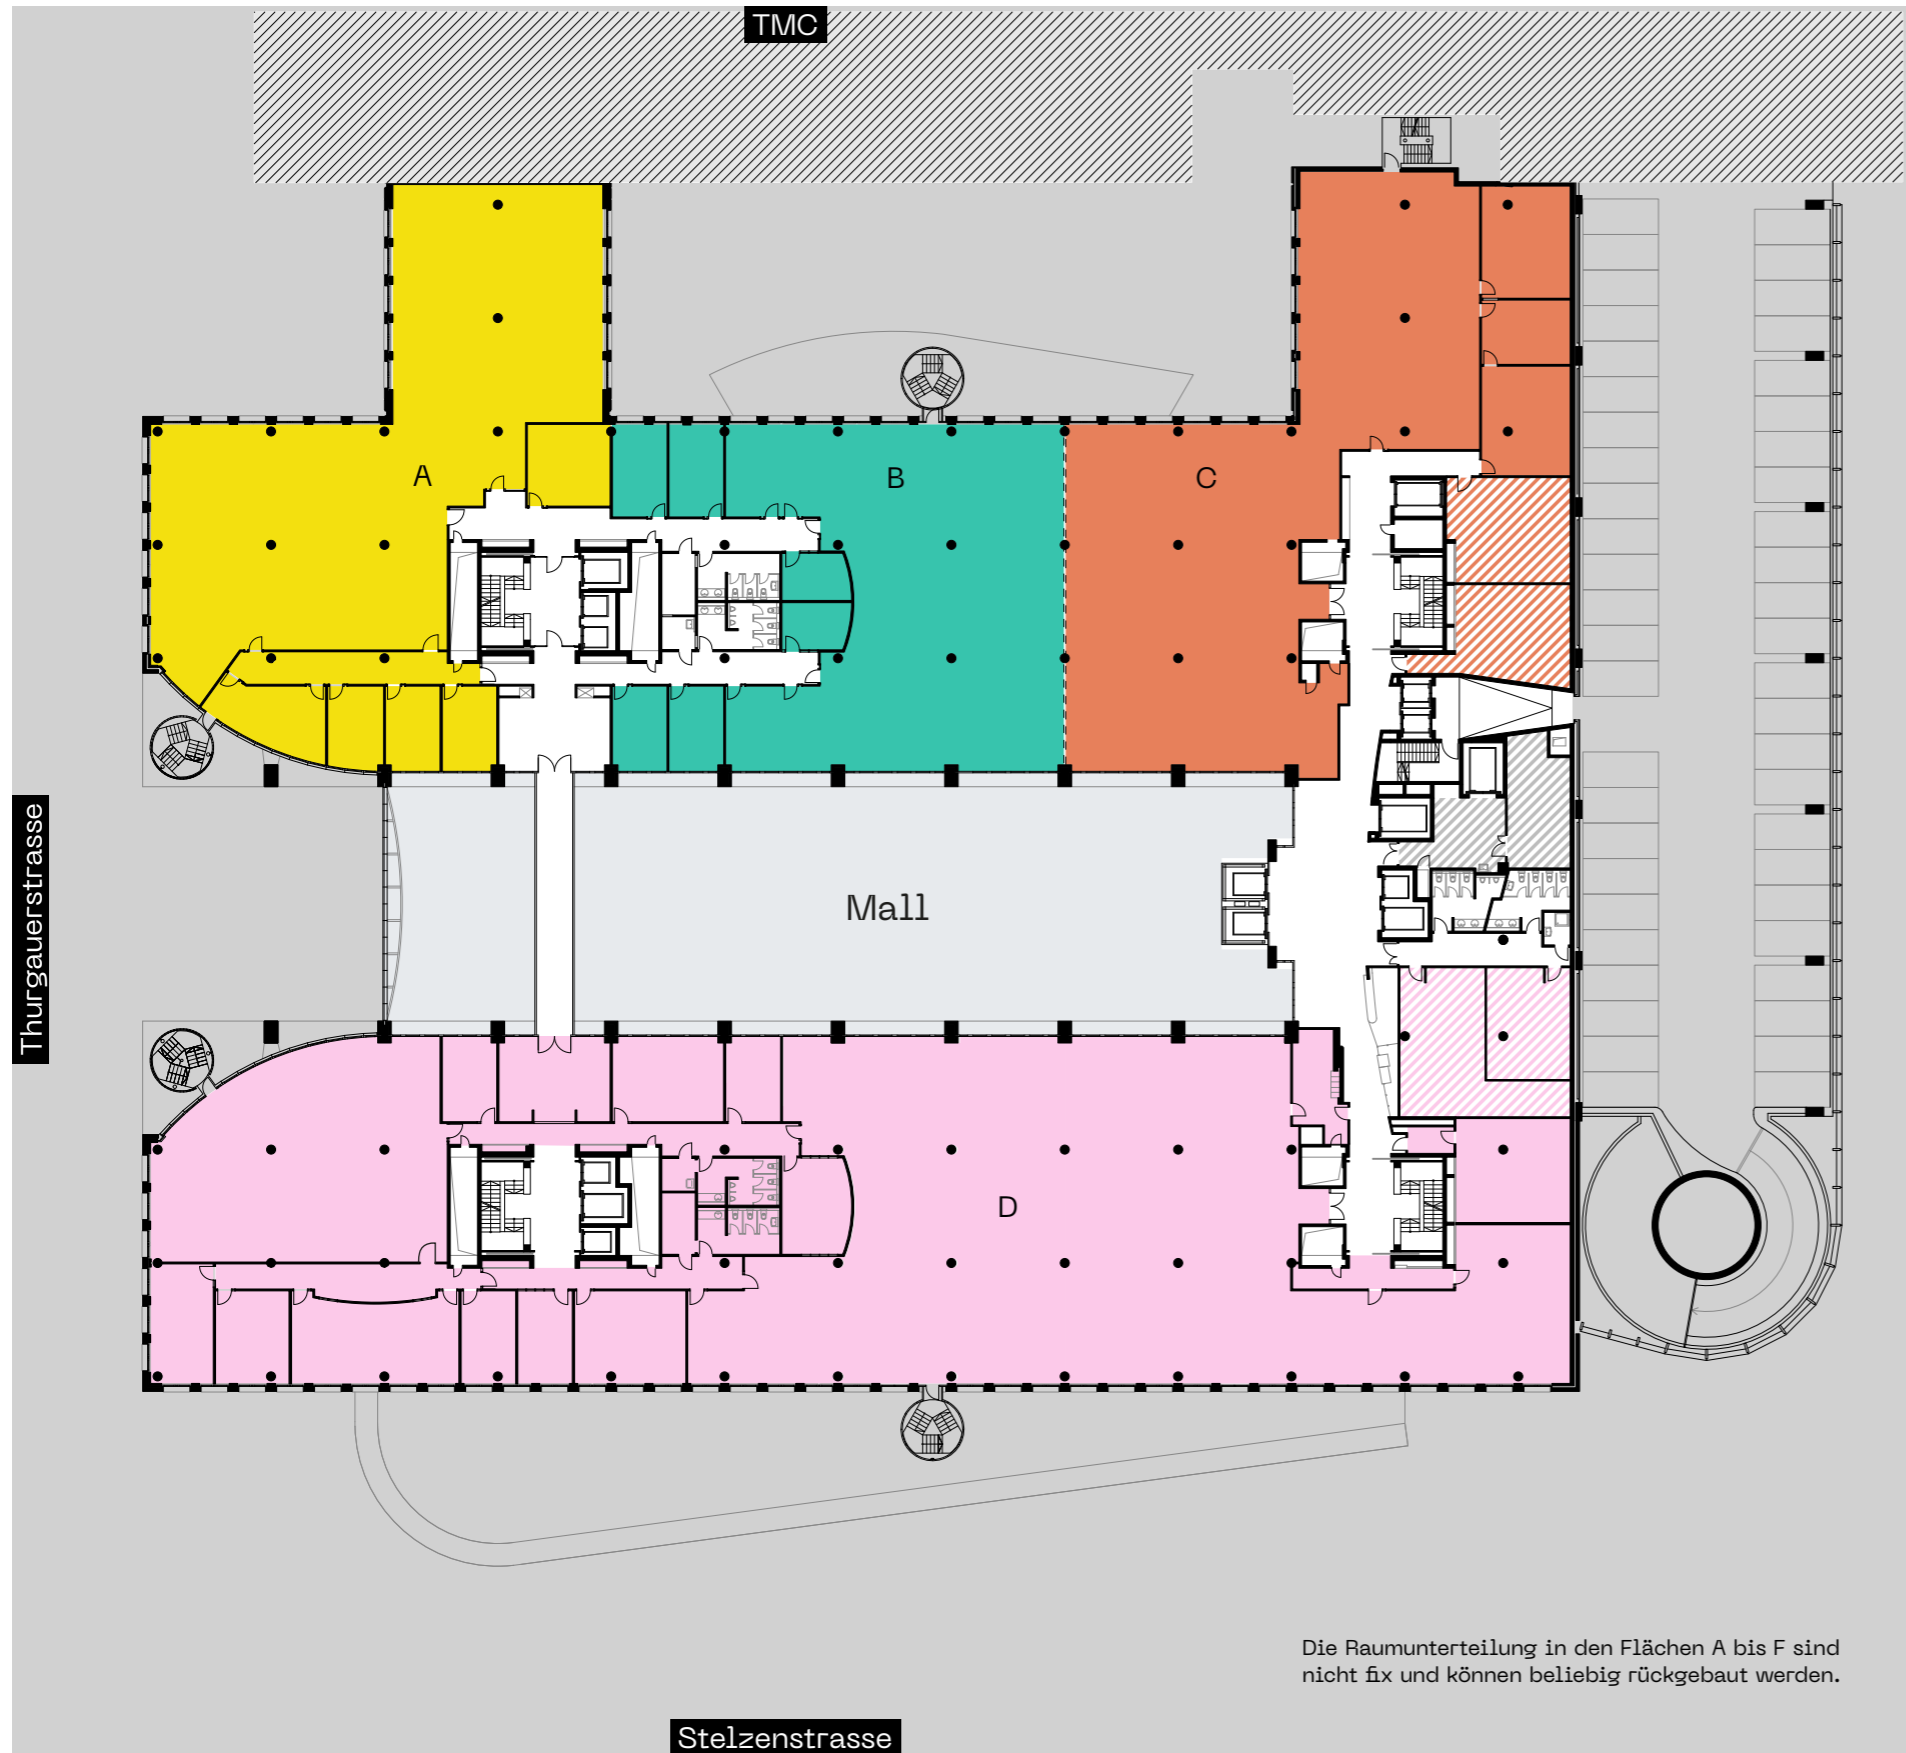 TMC
A
B
C
Thurgauerstrasse
Mall
D
Die Raumunterteilung in den Flächen A bis F sind
nicht fix und können beliebig rückgebaut werden.
Stelzenstrasse